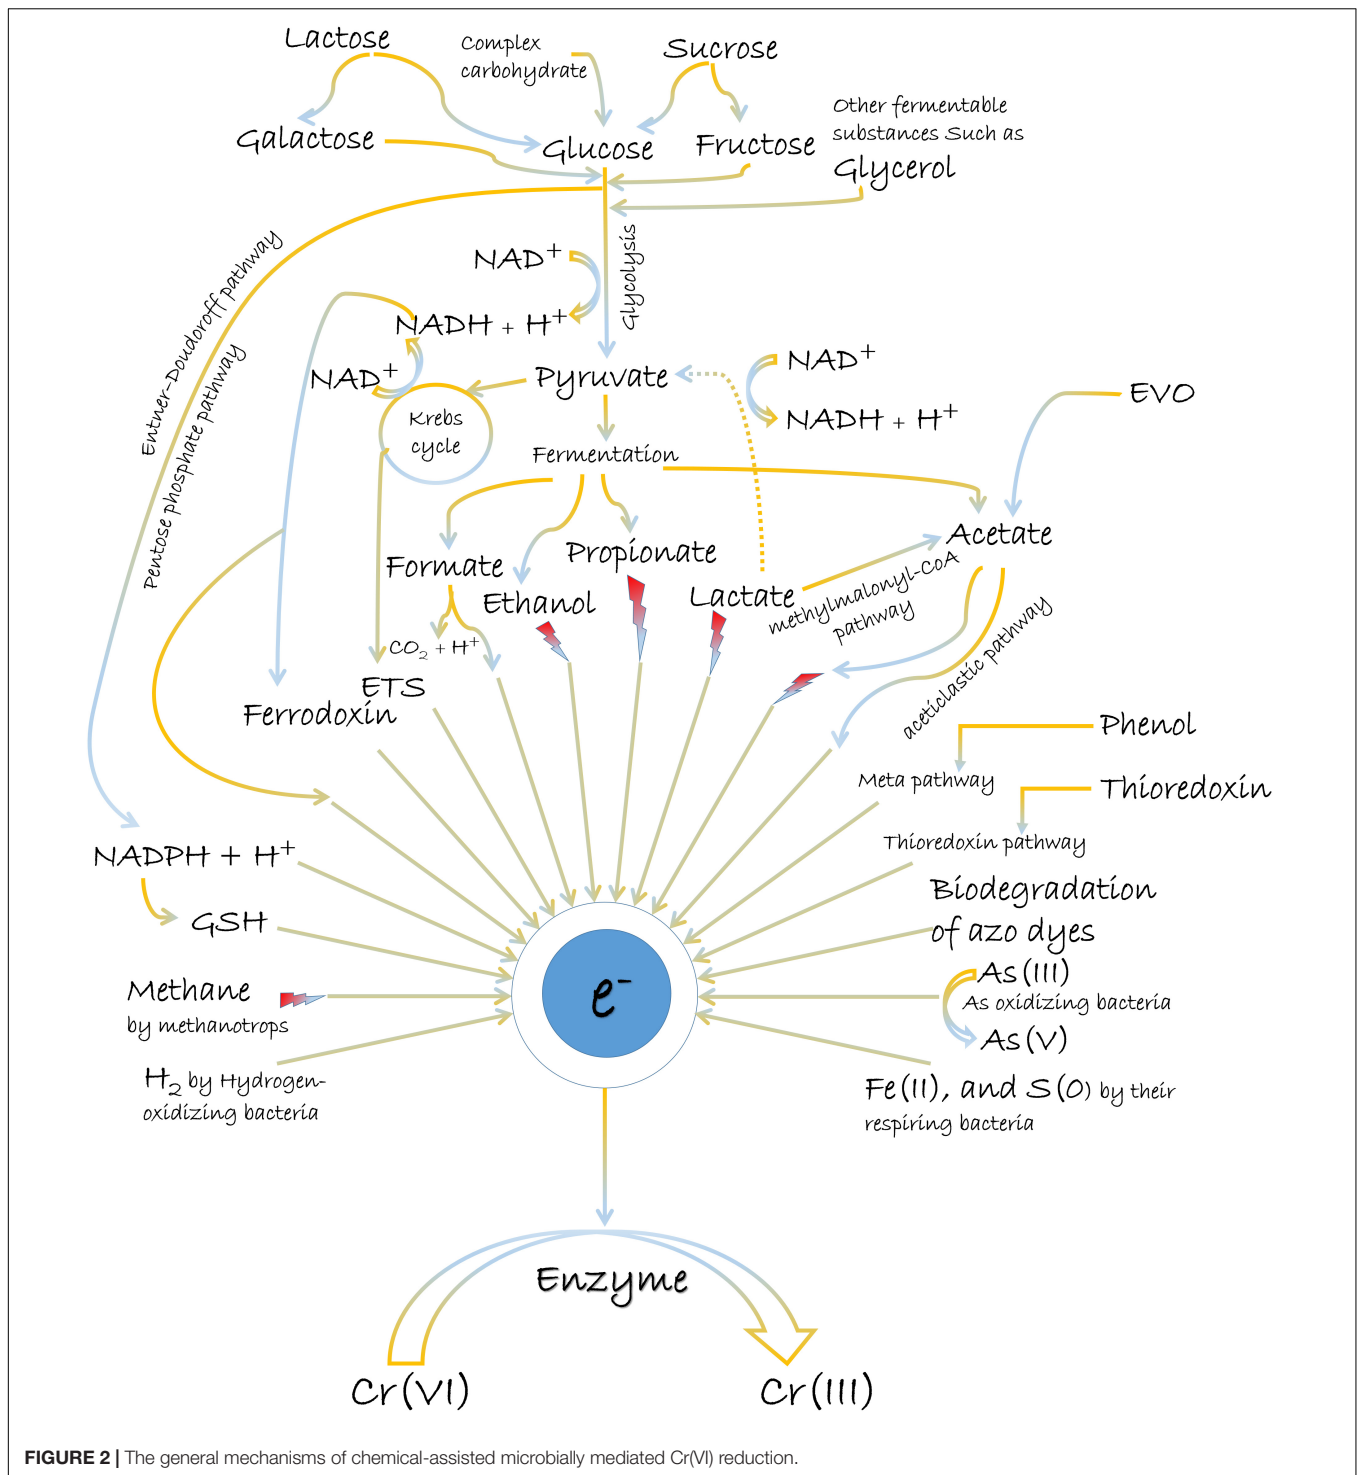 Lactose
Complex
carbohydrate
Sucrose
Other fermentable
substances Such as
Glycerol
Galactose
Glucose
Fructose
Entner-Doudoroff pathway
Pentose phosphate pathway
Glycolysis
NAD+
NADH + H+
NAD+
Krebs
cycle
Pyruvate
NAD+
NADH + H+
EVO
Fermentation
Formate
Ethanol
Propionate
Lactate
Acetate
methylmalonyl-CoA
pathway
aceticlastic pathway
CO2 + H+
ETS
Ferrodoxin
Phenol
Meta pathway
Thioredoxin
Thioredoxin pathway
NADPH + H+
GSH
Biodegradation
of azo dyes
Methane
by methanotrops
e-
As(III)
As oxidizing bacteria
As(V)
H2 by Hydrogen-
oxidizing bacteria
Fe(II), and S(0) by their
respiring bacteria
Enzyme
Cr(VI)
Cr(III)
FIGURE 2 | The general mechanisms of chemical-assisted microbially mediated Cr(VI) reduction.